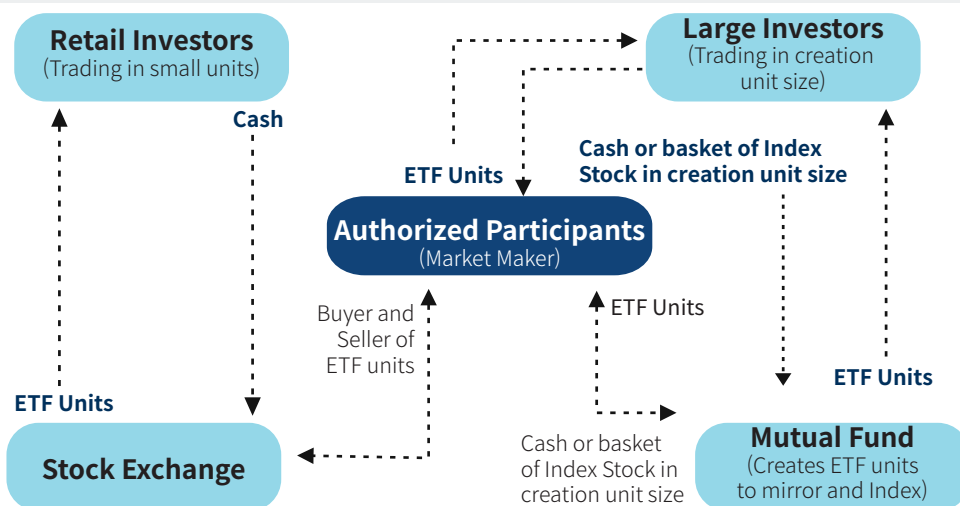 Retail Investors
(Trading in small units)
Large Investors
(Trading in creation
unit size)
Cash
Cash or basket of Index
Stock in creation unit size
ETF Units
Authorized Participants
(Market Maker)
Buyer and
Seller of
ETF units
ETF Units
ETF Units
ETF Units
Stock Exchange
Cash or basket
of Index Stock in
creation unit size
Mutual Fund
(Creates ETF units
to mirror and Index)